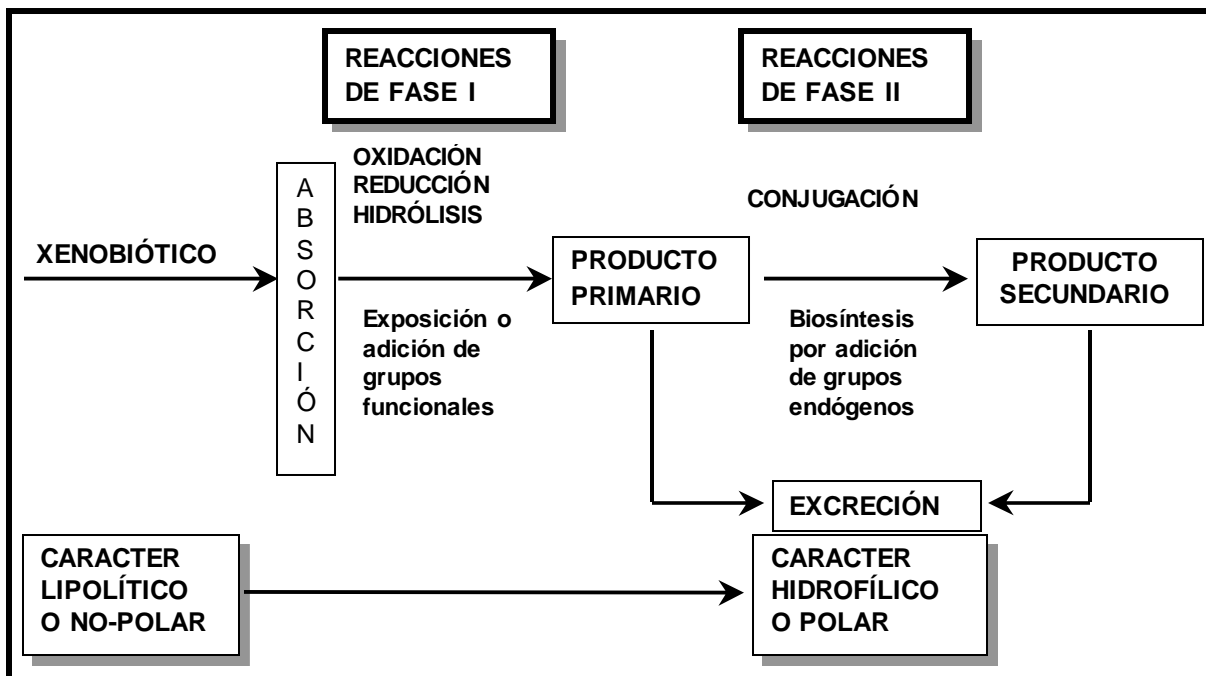 REACCIONES
DE FASE I
REACCIONES
DE FASE II
OXIDACIÓN
REDUCCIÓN
HIDRÓLISIS
CONJUGACIÓN
XENOBIÓTICO
A
B
S
O
R
C
I
Ó
N
PRODUCTO
PRIMARIO
PRODUCTO
SECUNDARIO
Exposición o
adición de
grupos
funcionales
Biosíntesis
por adición
de grupos
endógenos
EXCRECIÓN
CARACTER
LIPOLÍTICO
O NO-POLAR
CARACTER
HIDROFÍLICO
O POLAR